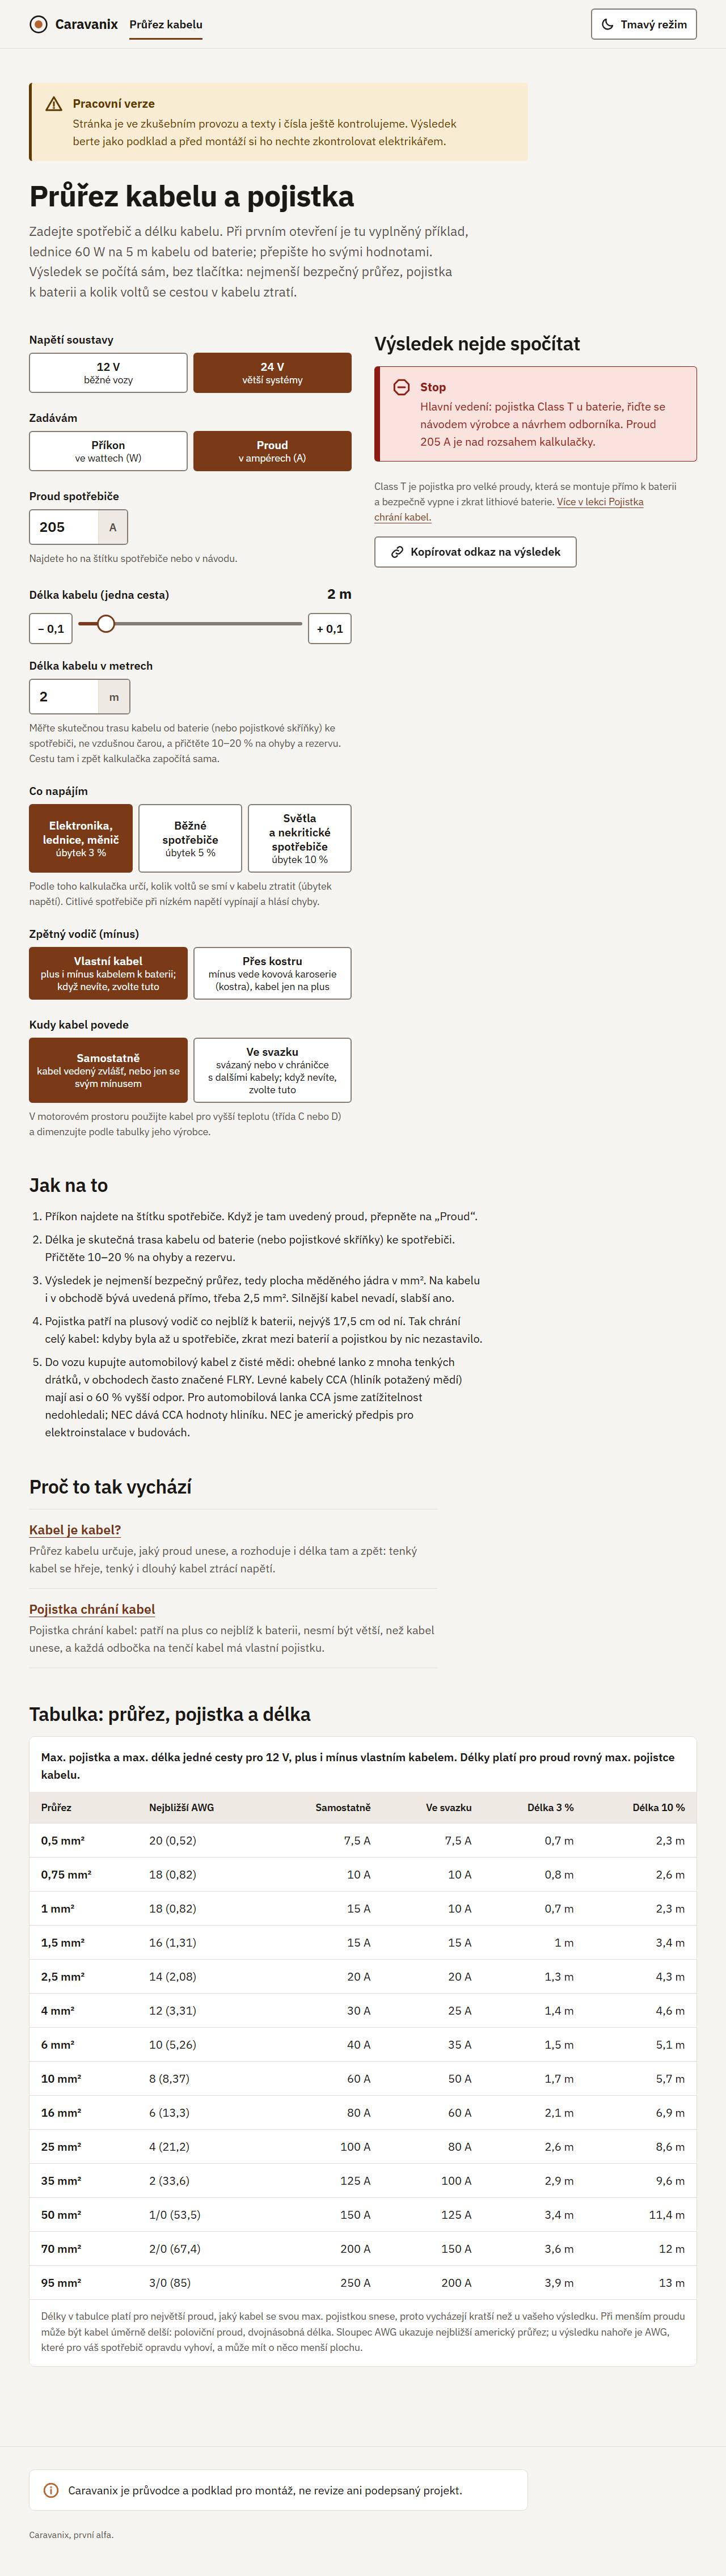 Caravanix
Průřez kabelu
Tmavý režim
Pracovní verze
Stránka je ve zkušebním provozu a texty i čísla ještě kontrolujeme. Výsledek
berte jako podklad a před montáží si ho nechte zkontrolovat elektrikářem.
Průřez kabelu a pojistka
Zadejte spotřebič a délku kabelu. Při prvním otevření je tu vyplněný příklad,
lednice 60 W na 5 m kabelu od baterie; přepište ho svými hodnotami.
Výsledek se počítá sám, bez tlačítka: nejmenší bezpečný průřez, pojistka
k baterii a kolik voltů se cestou v kabelu ztratí.
Napětí soustavy
12 V
běžné vozy
24 V
větší systémy
Zadávám
Příkon
ve wattech (W)
Proud
v ampérech (A)
Proud spotřebiče
205 A
Najdete ho na štítku spotřebiče nebo v návodu.
Délka kabelu (jedna cesta) 2 m
− 0,1
+ 0,1
Délka kabelu v metrech
2 m
Měřte skutečnou trasu kabelu od baterie (nebo pojistkové skříňky) ke
spotřebiči, ne vzdušnou čarou, a přičtěte 10–20 % na ohyby a rezervu.
Cestu tam i zpět kalkulačka započítá sama.
Co napájím
Elektronika,
lednice, měnič
úbytek 3 %
Běžné
spotřebiče
úbytek 5 %
Světla
a nekritické
spotřebiče
úbytek 10 %
Podle toho kalkulačka určí, kolik voltů se smí v kabelu ztratit (úbytek
napětí). Citlivé spotřebiče při nízkém napětí vypínají a hlásí chyby.
Zpětný vodič (mínus)
Vlastní kabel
plus i mínus kabelem k baterii;
když nevíte, zvolte tuto
Přes kostru
mínus vede kovová karoserie
(kostra), kabel jen na plus
Kudy kabel povede
Samostatně
kabel vedený zvlášť, nebo jen se
svým mínusem
Ve svazku
svázaný nebo v chráničce
s dalšími kabely; když nevíte,
zvolte tuto
V motorovém prostoru použijte kabel pro vyšší teplotu (třída C nebo D)
a dimenzujte podle tabulky jeho výrobce.
Výsledek nejde spočítat
Stop
Hlavní vedení: pojistka Class T u baterie, řiďte se
návodem výrobce a návrhem odborníka. Proud
205 A je nad rozsahem kalkulačky.
Class T je pojistka pro velké proudy, která se montuje přímo k baterii
a bezpečně vypne i zkrat lithiové baterie. Více v lekci Pojistka
chrání kabel.
Kopírovat odkaz na výsledek
Jak na to
1. Příkon najdete na štítku spotřebiče. Když je tam uvedený proud, přepněte na „Proud“.
2. Délka je skutečná trasa kabelu od baterie (nebo pojistkové skříňky) ke spotřebiči.
Přičtěte 10–20 % na ohyby a rezervu.
3. Výsledek je nejmenší bezpečný průřez, tedy plocha měděného jádra v mm². Na kabelu
i v obchodě bývá uvedená přímo, třeba 2,5 mm². Silnější kabel nevadí, slabší ano.
4. Pojistka patří na plusový vodič co nejblíž k baterii, nejvýš 17,5 cm od ní. Tak chrání
celý kabel: kdyby byla až u spotřebiče, zkrat mezi baterií a pojistkou by nic nezastavilo.
5. Do vozu kupujte automobilový kabel z čisté mědi: ohebné lanko z mnoha tenkých
drátků, v obchodech často značené FLRY. Levné kabely CCA (hliník potažený mědí)
mají asi o 60 % vyšší odpor. Pro automobilová lanka CCA jsme zatížitelnost
nedohledali; NEC dává CCA hodnoty hliníku. NEC je americký předpis pro
elektroinstalace v budovách.
Proč to tak vychází
Kabel je kabel?
Průřez kabelu určuje, jaký proud unese, a rozhoduje i délka tam a zpět: tenký
kabel se hřeje, tenký i dlouhý kabel ztrácí napětí.
Pojistka chrání kabel
Pojistka chrání kabel: patří na plus co nejblíž k baterii, nesmí být větší, než kabel
unese, a každá odbočka na tenčí kabel má vlastní pojistku.
Tabulka: průřez, pojistka a délka
Max. pojistka a max. délka jedné cesty pro 12 V, plus i mínus vlastním kabelem. Délky platí pro proud rovný max. pojistce
kabelu.
Průřez Nejbližší AWG Samostatně Ve svazku Délka 3 % Délka 10 %
0,5 mm² 20 (0,52) 7,5 A 7,5 A 0,7 m 2,3 m
0,75 mm² 18 (0,82) 10 A 10 A 0,8 m 2,6 m
1 mm² 18 (0,82) 15 A 10 A 0,7 m 2,3 m
1,5 mm² 16 (1,31) 15 A 15 A 1 m 3,4 m
2,5 mm² 14 (2,08) 20 A 20 A 1,3 m 4,3 m
4 mm² 12 (3,31) 30 A 25 A 1,4 m 4,6 m
6 mm² 10 (5,26) 40 A 35 A 1,5 m 5,1 m
10 mm² 8 (8,37) 60 A 50 A 1,7 m 5,7 m
16 mm² 6 (13,3) 80 A 60 A 2,1 m 6,9 m
25 mm² 4 (21,2) 100 A 80 A 2,6 m 8,6 m
35 mm² 2 (33,6) 125 A 100 A 2,9 m 9,6 m
50 mm² 1/0 (53,5) 150 A 125 A 3,4 m 11,4 m
70 mm² 2/0 (67,4) 200 A 150 A 3,6 m 12 m
95 mm² 3/0 (85) 250 A 200 A 3,9 m 13 m
Délky v tabulce platí pro největší proud, jaký kabel se svou max. pojistkou snese, proto vycházejí kratší než u vašeho výsledku. Při menším proudu
může být kabel úměrně delší: poloviční proud, dvojnásobná délka. Sloupec AWG ukazuje nejbližší americký průřez; u výsledku nahoře je AWG,
které pro váš spotřebič opravdu vyhoví, a může mít o něco menší plochu.
Caravanix je průvodce a podklad pro montáž, ne revize ani podepsaný projekt.
Caravanix, první alfa.